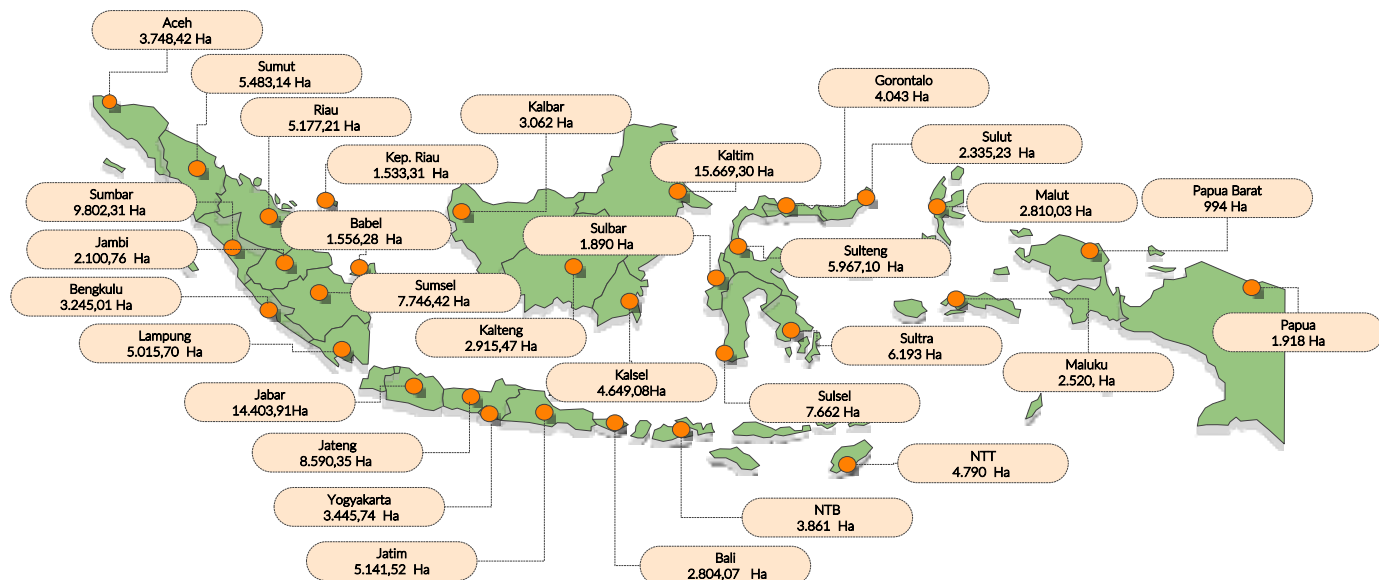 Aceh
3.748,42 Ha
Sumut
5.483,14 Ha
Riau
5.177,21 Ha
Kep. Riau
1.533,31 Ha
Kalbar
3.062 Ha
Kaltim
15.669,30 Ha
Gorontalo
4.043 Ha
Sulut
2.335,23 Ha
Malut
2.810,03 Ha
Papua Barat
994 Ha
Sumbar
9.802,31 Ha
Babel
1.556,28 Ha
Sulbar
1.890 Ha
Jambi
2.100,76 Ha
Sulteng
5.967,10 Ha
Bengkulu
3.245,01 Ha
Sumsel
7.746,42 Ha
Lampung
5.015,70 Ha
Kalteng
2.915,47 Ha
Sultra
6.193 Ha
Papua
1.918 Ha
Maluku
2.520, Ha
Jabar
14.403,91Ha
Kalsel
4.649,08Ha
Sulsel
7.662 Ha
Jateng
8.590,35 Ha
NTT
4.790 Ha
Yogyakarta
3.445,74 Ha
NTB
3.861 Ha
Jatim
5.141,52 Ha
Bali
2.804,07 Ha